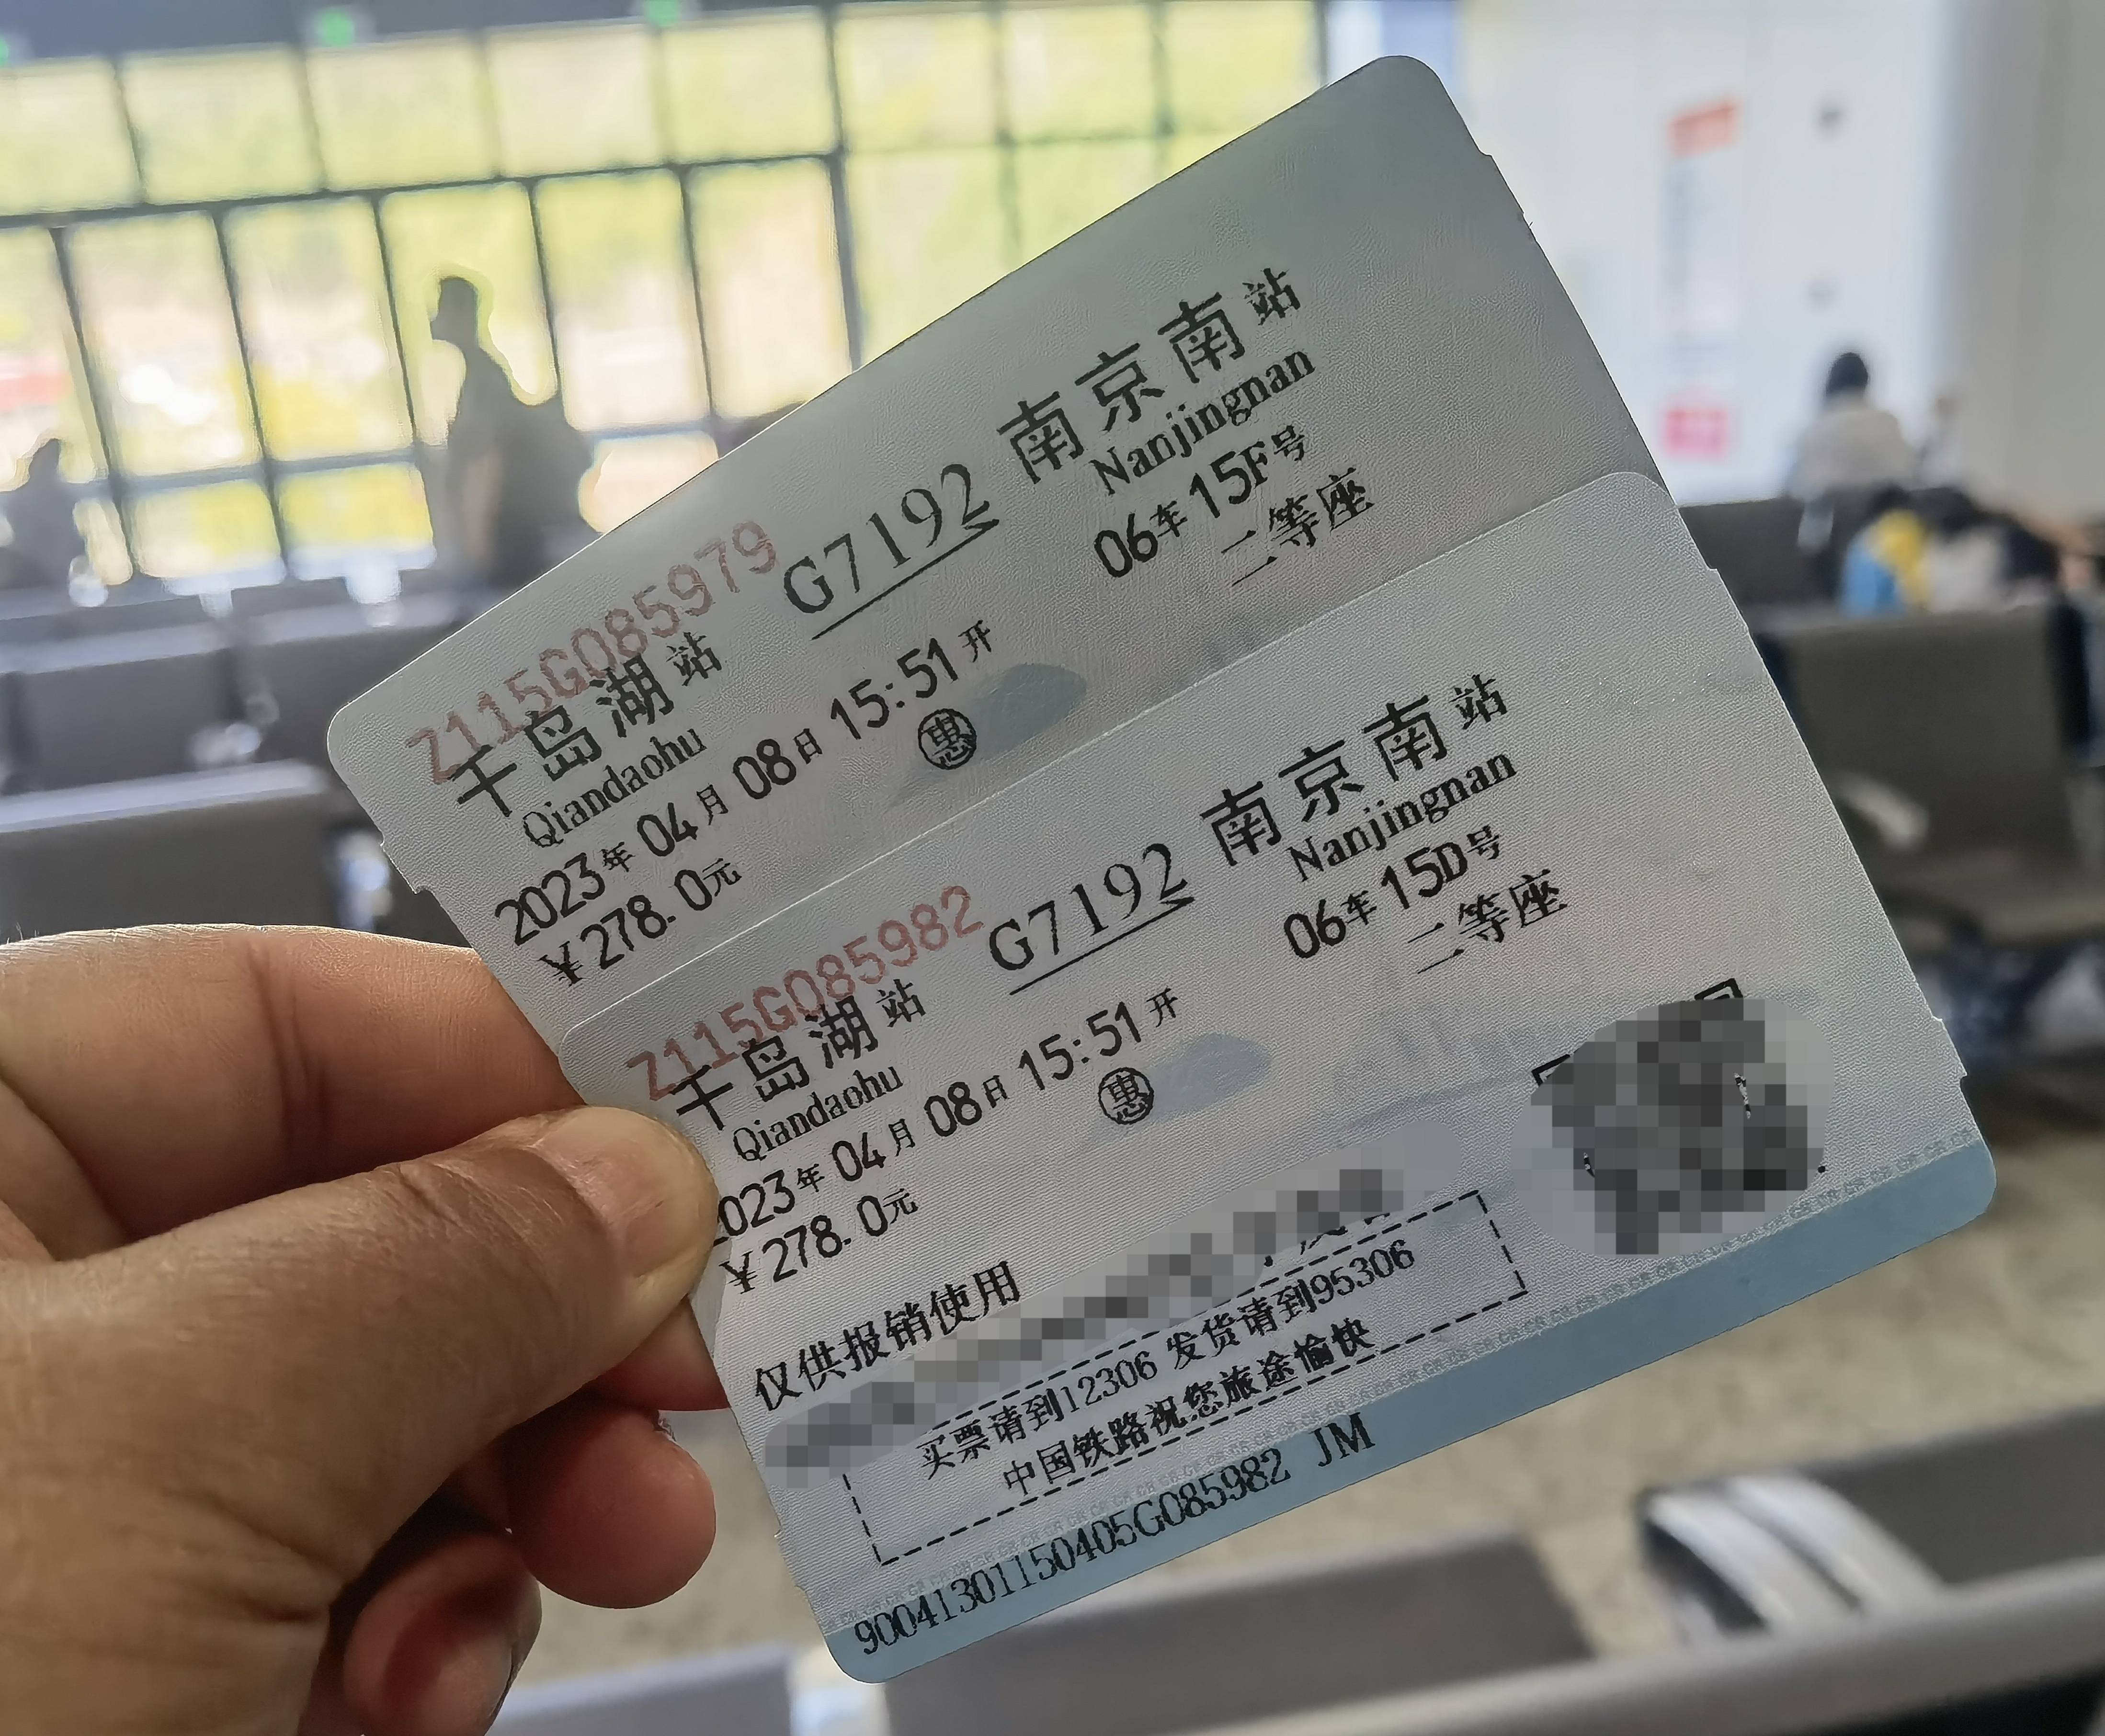 Z115G085979
千岛湖站 G7192 南京南站
Qiandaohu Nanjingnan
2023年04月08日15:51开 06车15F号
¥278.0元 惠 二等座
Z115G085982
千岛湖站 G7192 南京南站
Qiandaohu Nanjingnan
2023年04月08日15:51开 06车15D号
¥278.0元 惠 二等座
仅供报销使用
买票请到12306 发货请到95306
中国铁路祝您旅途愉快
90041301150405G085982 JM